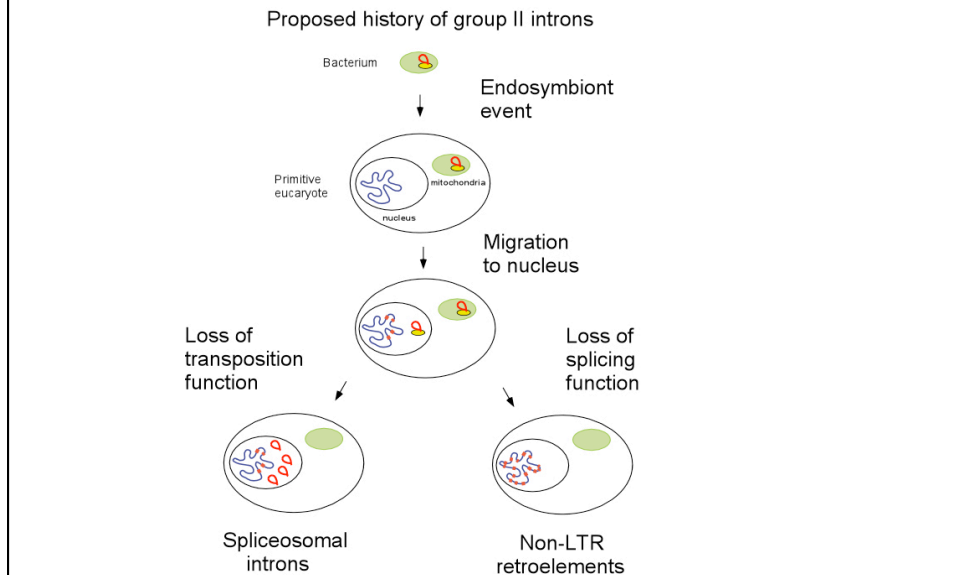 Proposed history of group II introns
Bacterium
Endosymbiont
event
Primitive
eucaryote
mitochondria
nucleus
Migration
to nucleus
Loss of
transposition
function
Loss of
splicing
function
Spliceosomal
introns
Non-LTR
retroelements